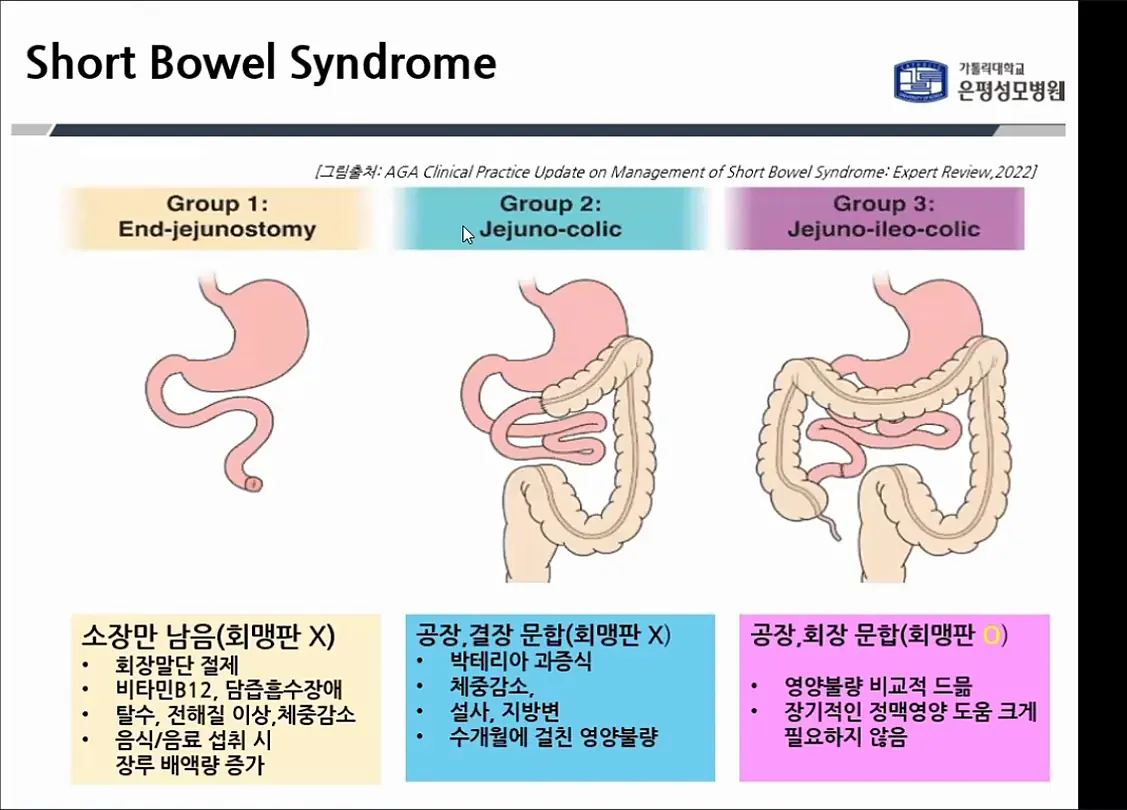 Short Bowel Syndrome
가톨릭대학교
은평성모병원
[그림출처: AGA Clinical Practice Update on Management of Short Bowel Syndrome: Expert Review,2022]
Group 1:
End-jejunostomy
Group 2:
Jejuno-colic
Group 3:
Jejuno-ileo-colic
소장만 남음(회맹판 X)
• 회장말단 절제
• 비타민B12, 담즙흡수장애
• 탈수, 전해질 이상,체중감소
• 음식/음료 섭취 시
장루 배액량 증가
공장,결장 문합(회맹판 X)
• 박테리아 과증식
• 체중감소,
• 설사, 지방변
• 수개월에 걸친 영양불량
공장,회장 문합(회맹판 O)
• 영양불량 비교적 드묾
• 장기적인 정맥영양 도움 크게
필요하지 않음